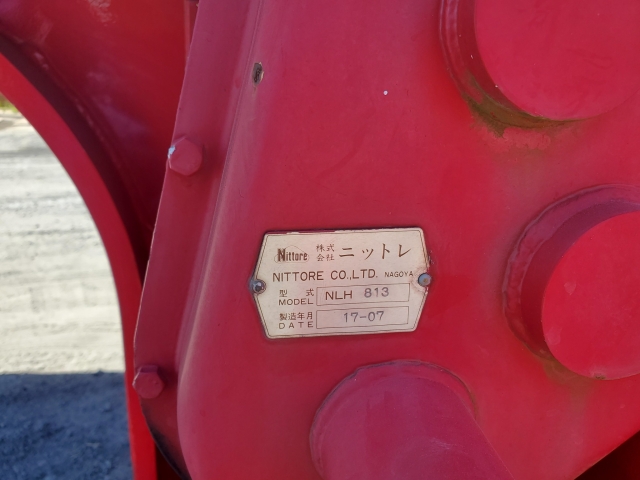 Nittore 株式会社 ニットレ
NITTORE CO.,LTD. NAGOYA
型式 MODEL NLH 813
製造年月 DATE 17-07